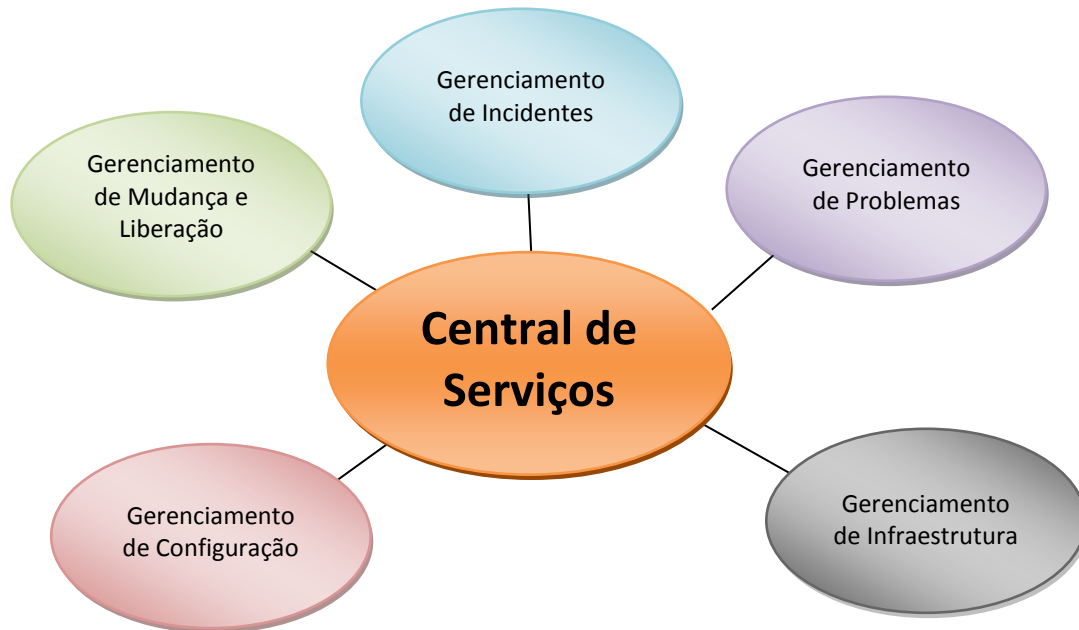 Gerenciamento
de Incidentes
Gerenciamento
de Mudança e
Liberação
Gerenciamento
de Problemas
Central de
Serviços
Gerenciamento
de Configuração
Gerenciamento
de Infraestrutura